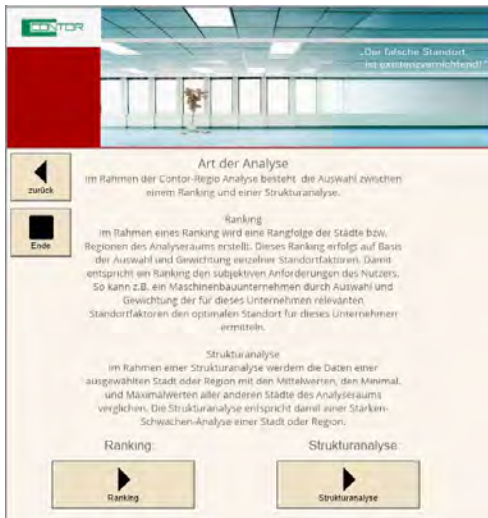 CONTOR
„Der falsche Standort
ist existenzvernichtend!"
zurück
Ende
Art der Analyse
Im Rahmen der Contor-Regio Analyse besteht die Auswahl zwischen
einem Ranking und einer Strukturanalyse.
Ranking
Im Rahmen eines Ranking wird eine Rangfolge der Städte bzw.
Regionen des Analyseraums erstellt. Dieses Ranking erfolgt auf Basis
der Auswahl und Gewichtung einzelner Standortfaktoren. Damit
entspricht ein Ranking den subjektiven Anforderungen des Nutzers.
So kann z.B. ein Maschinenbauunternehmen durch Auswahl und
Gewichtung der für dieses Unternehmen relevanten
Standortfaktoren den optimalen Standort für dieses Unternehmen
ermitteln.
Strukturanalyse
Im Rahmen einer Strukturanalyse werdem die Daten einer
ausgewählten Stadt oder Region mit den Mittelwerten, den Minimal.
und Maximalwerten aller anderen Städte des Analyseraums
verglichen. Die Strukturanalyse entspricht damit einer Stärken-
Schwächen-Analyse einer Stadt oder Region.
Ranking:
Strukturanalyse:
Ranking
Strukturanalyse